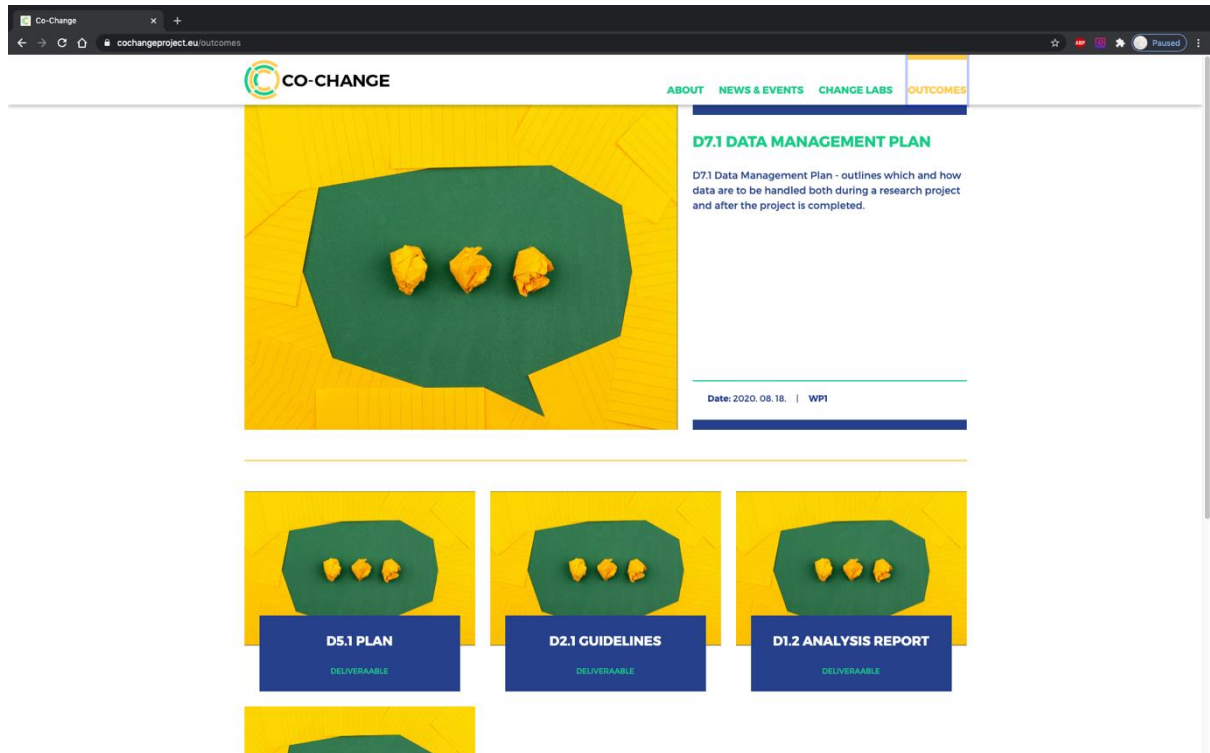 Co-Change
cochangeproject.eu/outcomes
ABP
Paused
CO-CHANGE
ABOUT NEWS & EVENTS CHANGE LABS OUTCOMES
D7.1 DATA MANAGEMENT PLAN
D7.1 Data Management Plan - outlines which and how
data are to be handled both during a research project
and after the project is completed.
Date: 2020. 08. 18. | WP1
D5.1 PLAN
DELIVERAABLE
D2.1 GUIDELINES
DELIVERAABLE
D1.2 ANALYSIS REPORT
DELIVERAABLE